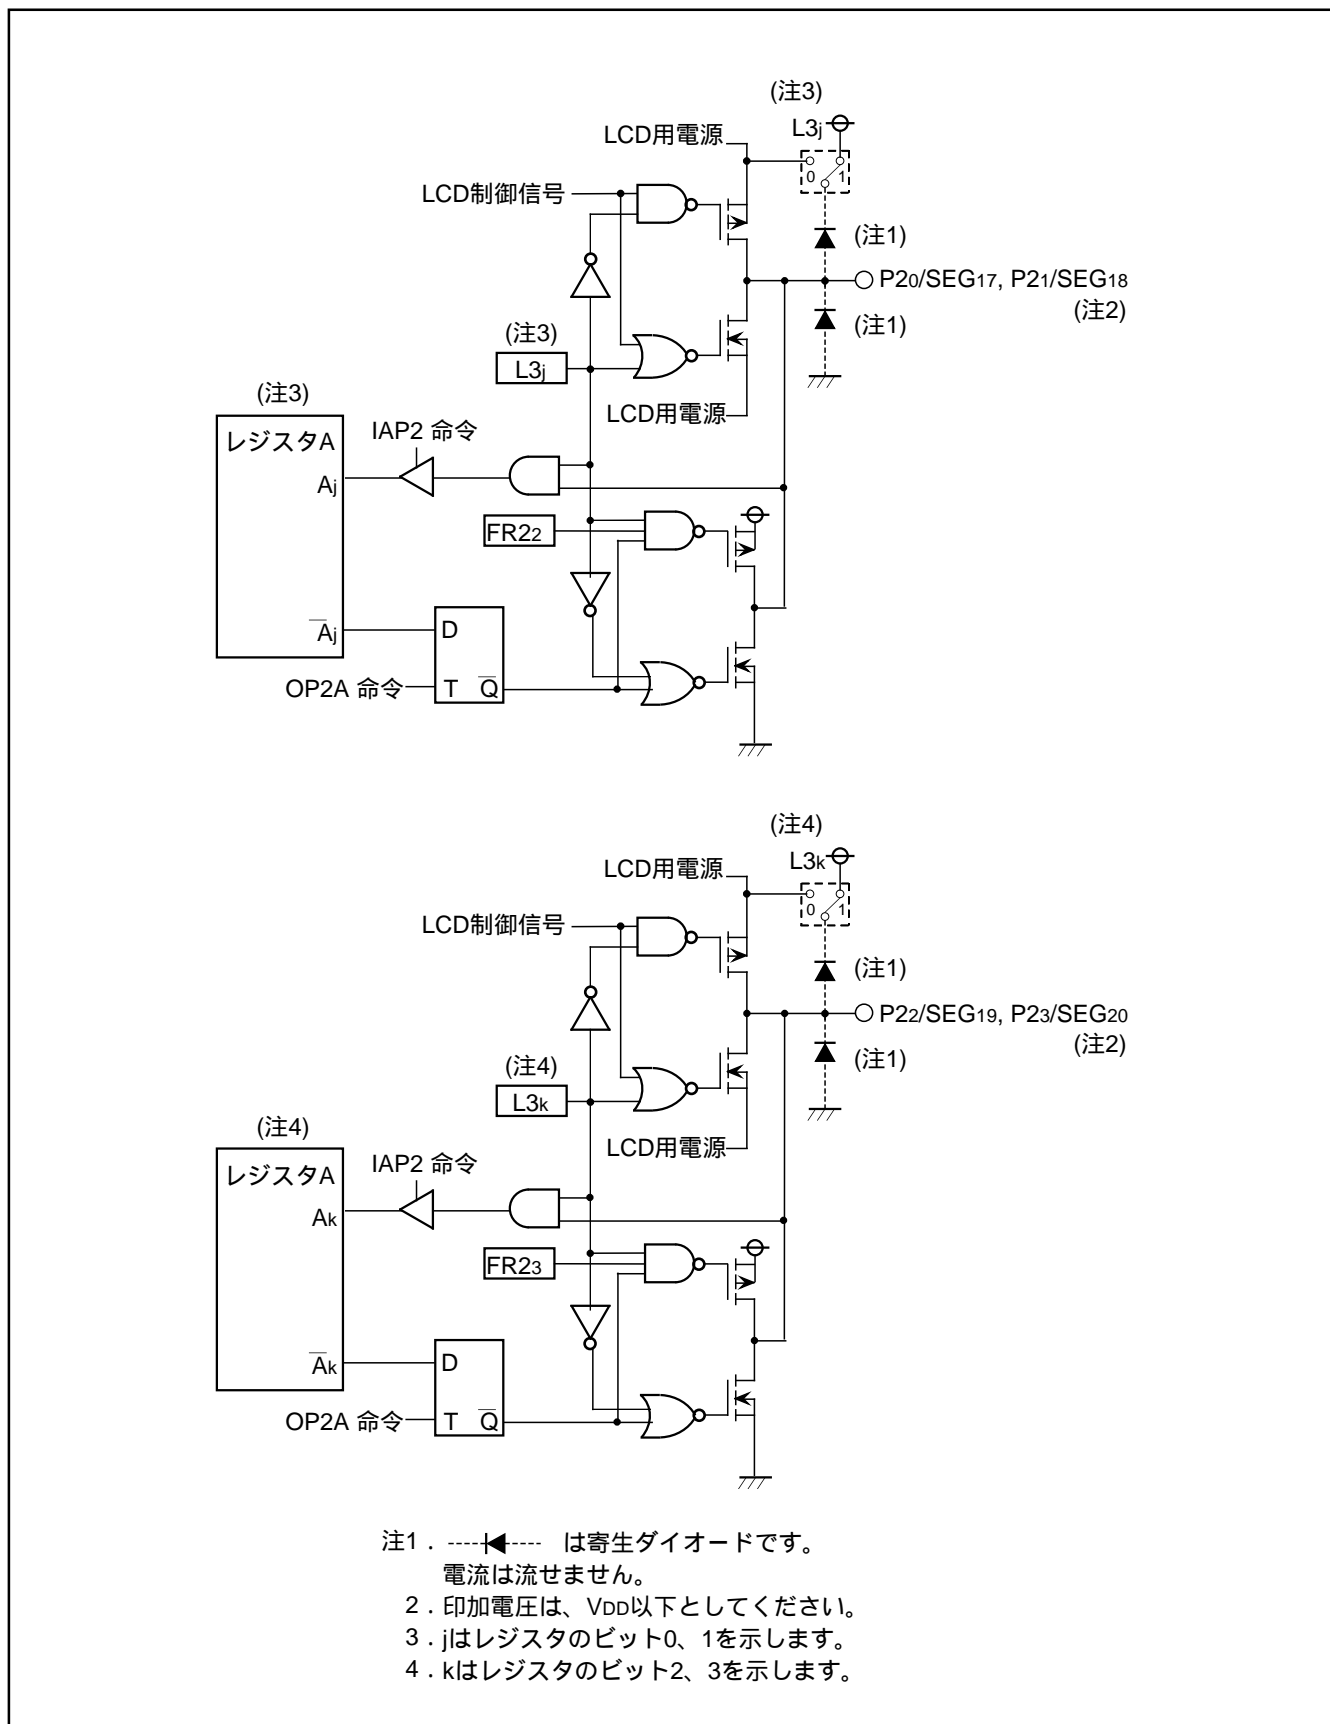 (注3)
L3j
LCD用電源
0 1
LCD制御信号
(注1)
P20/SEG17, P21/SEG18
(注2)
(注1)
(注3)
L3j
LCD用電源
(注3)
レジスタA
IAP2 命令
Aj
FR22
A̅j
D
T Q̅
OP2A 命令
(注4)
L3k
LCD用電源
0 1
LCD制御信号
(注1)
P22/SEG19, P23/SEG20
(注2)
(注1)
(注4)
L3k
LCD用電源
(注4)
レジスタA
IAP2 命令
Ak
FR23
A̅k
D
T Q̅
OP2A 命令
注1．は寄生ダイオードです。
電流は流せません。
2．印加電圧は、VDD以下としてください。
3．jはレジスタのビット0、1を示します。
4．kはレジスタのビット2、3を示します。